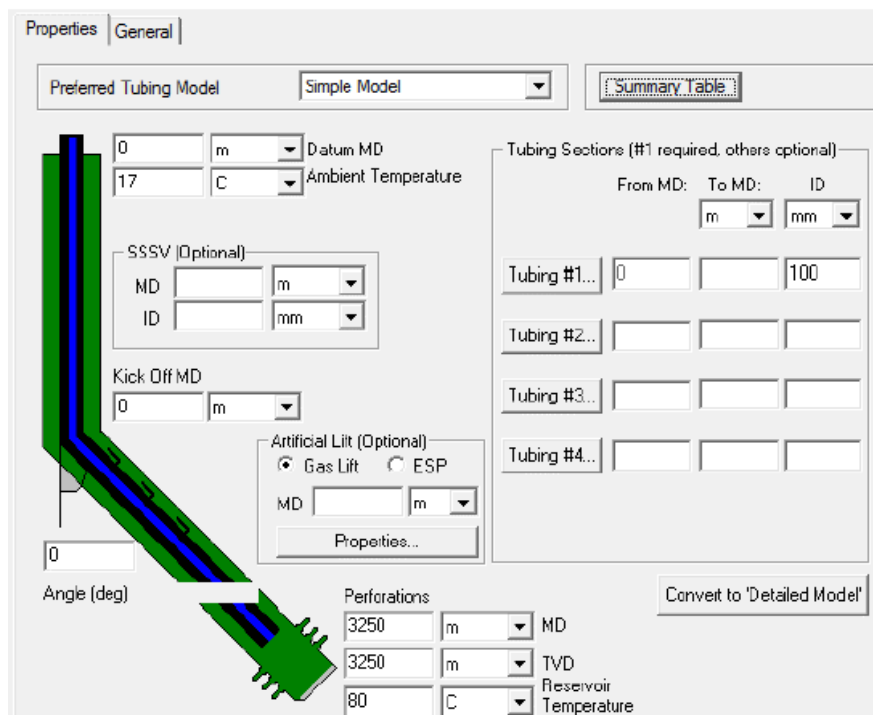 Properties General
Preferred Tubing Model Simple Model Summary Table
0 m Datum MD
17 C Ambient Temperature
Tubing Sections (#1 required, others optional)
From MD: To MD: ID
m mm
SSSV (Optional)
MD m
ID mm
Tubing #1... 0 100
Tubing #2...
Tubing #3...
Tubing #4...
Kick Off MD
0 m
Artificial Lift (Optional)
Gas Lift ESP
MD m
Properties...
0
Angle (deg)
Convert to 'Detailed Model'
Perforations
3250 m MD
3250 m TVD
80 C Reservoir
Temperature